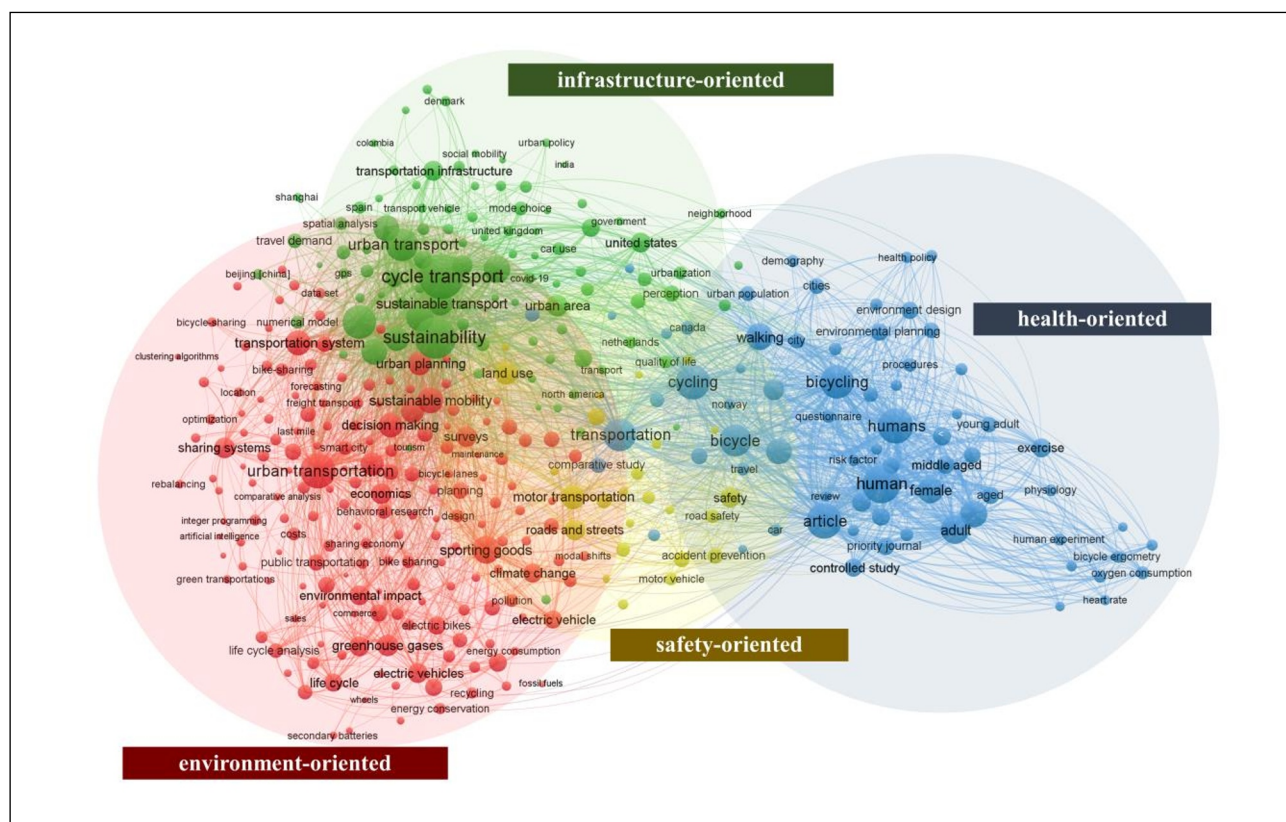 infrastructure-oriented
denmark
colombia
urban policy
social mobility
india
transportation infrastructure
shanghai
spain
transport vehicle
mode choice
neighborhood
spatial analysis
united kingdom
government
travel demand
urban transport
car use
united states
demography
health policy
beijing [china]
gps
cycle transport
covid-19
urbanization
cities
data set
perception
urban population
sustainable transport
urban area
environment design
health-oriented
bicycle-sharing
numerical model
canada
walking
city
environmental planning
transportation system
sustainability
netherlands
clustering algorithms
bike-sharing
urban planning
quality of life
procedures
land use
transport
location
forecasting
cycling
bicycling
freight transport
sustainable mobility
north america
norway
optimization
last mile
decision making
questionnaire
humans
young adult
sharing systems
smart city
tourism
surveys
transportation
bicycle
exercise
maintenance
comparative study
travel
risk factor
middle aged
urban transportation
bicycle lanes
rebalancing
economics
planning
motor transportation
safety
human
female
aged
physiology
comparative analysis
behavioral research
review
integer programming
design
road safety
article
artificial intelligence
costs
roads and streets
car
adult
sharing economy
sporting goods
human experiment
green transportations
public transportation
bike sharing
modal shifts
accident prevention
priority journal
bicycle ergometry
climate change
motor vehicle
controlled study
oxygen consumption
environmental impact
pollution
heart rate
sales
commerce
electric bikes
electric vehicle
life cycle analysis
greenhouse gases
energy consumption
safety-oriented
life cycle
electric vehicles
fossil fuels
wheels
recycling
energy conservation
secondary batteries
environment-oriented